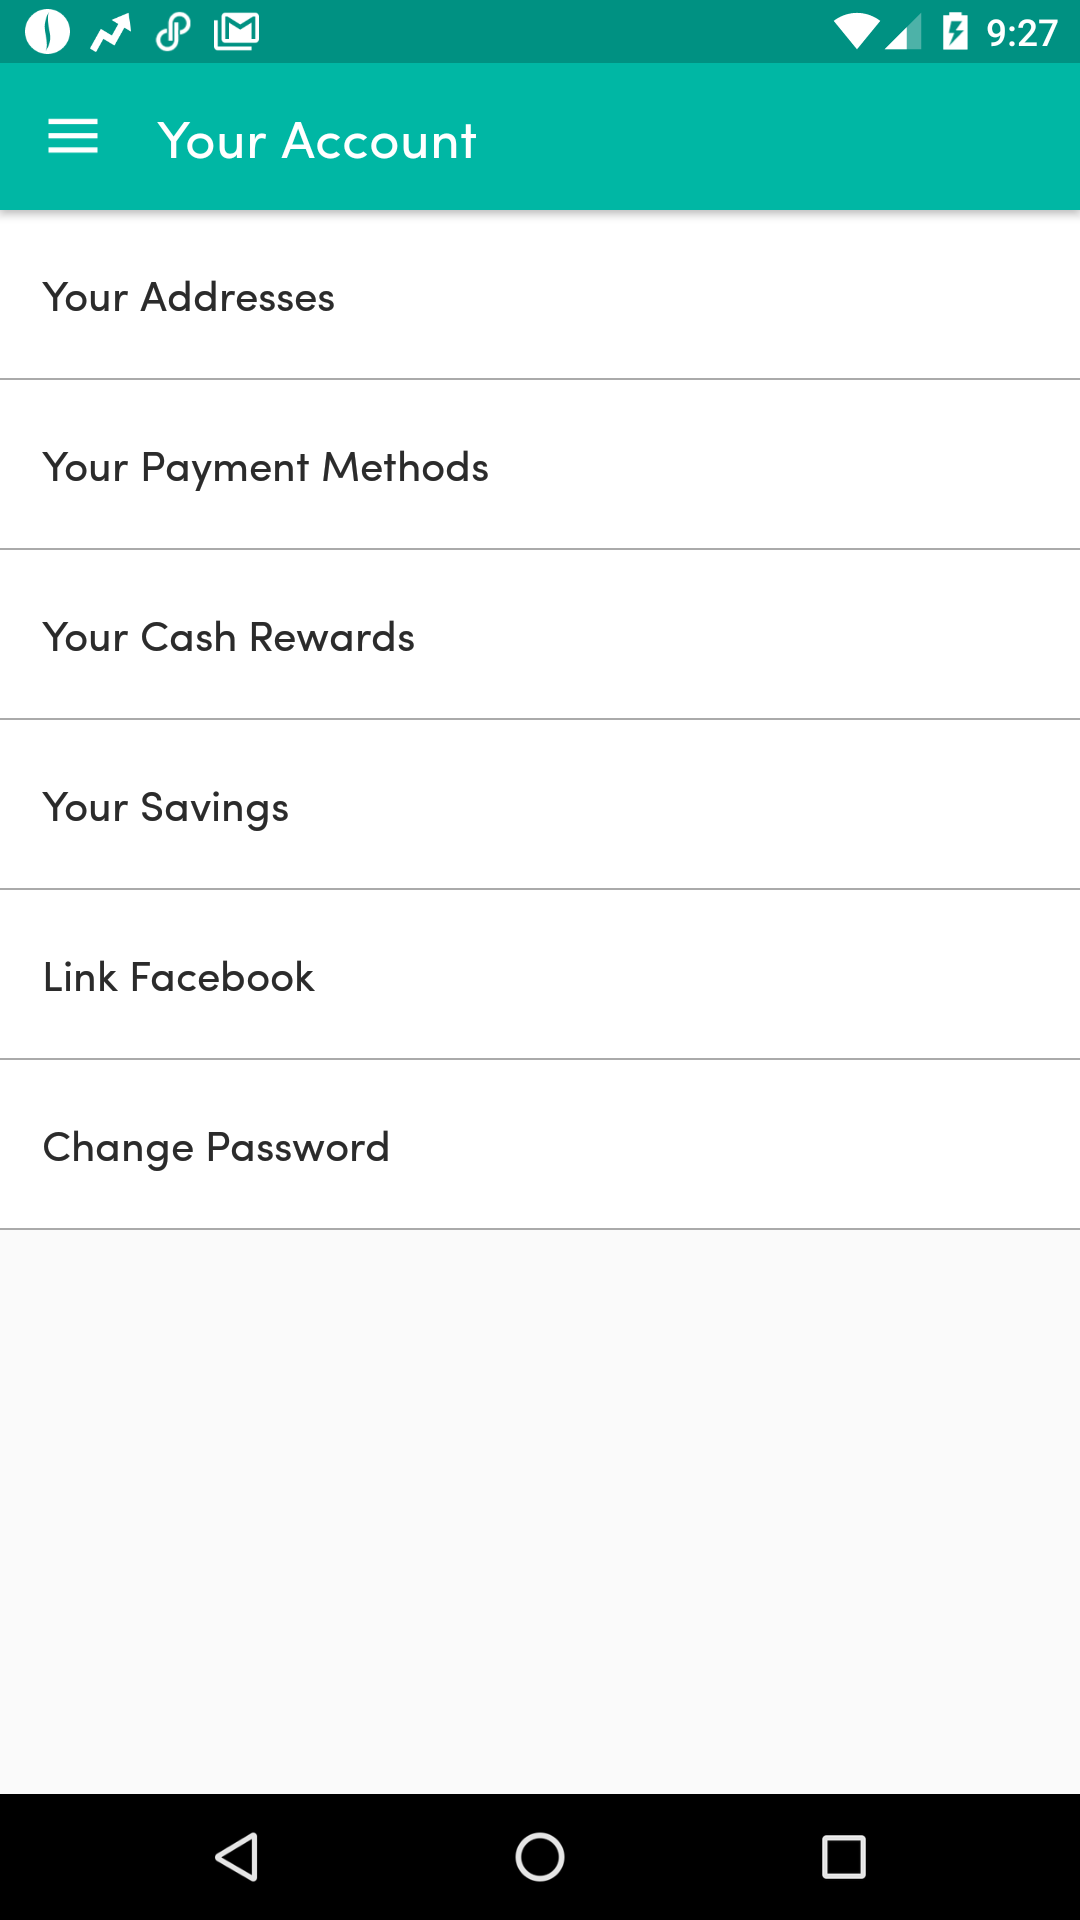 9:27
Your Account
Your Addresses
Your Payment Methods
Your Cash Rewards
Your Savings
Link Facebook
Change Password